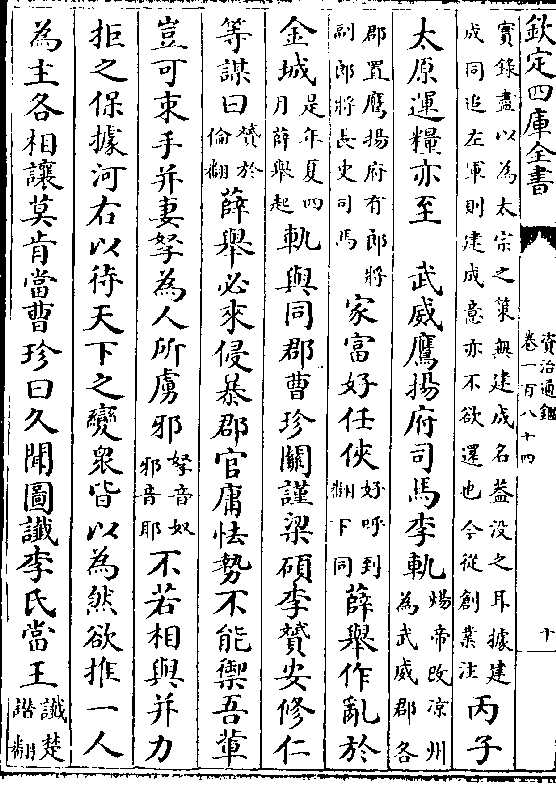 欽定四庫全書
資治通鑑
卷一百八十四
十
實錄盡以為太宗之策無建成名蓋沒之耳據建
成同追左軍則建成意亦不欲還也今從創業注
丙子
太原運糧亦至　武威鷹揚府司馬李軌
煬帝改涼州
為武威郡各
郡置鷹揚府有郎將
副郎將長史司馬
家富好任俠
好呼到
翻下同
薛舉作亂於
金城
是年夏四
月薛舉起
軌與同郡曹珍關謹梁碩李贇安修仁
等謀曰
贇於
倫翻
薛舉必來侵暴郡官庸怯勢不能禦吾輩
豈可束手并妻孥為人所虜邪
孥音奴
邪音耶
不若相與并力
拒之保據河右以待天下之變衆皆以為然欲推一人
為主各相讓莫肯當曹珍曰久聞圖讖李氏當王
讖楚
譖翻